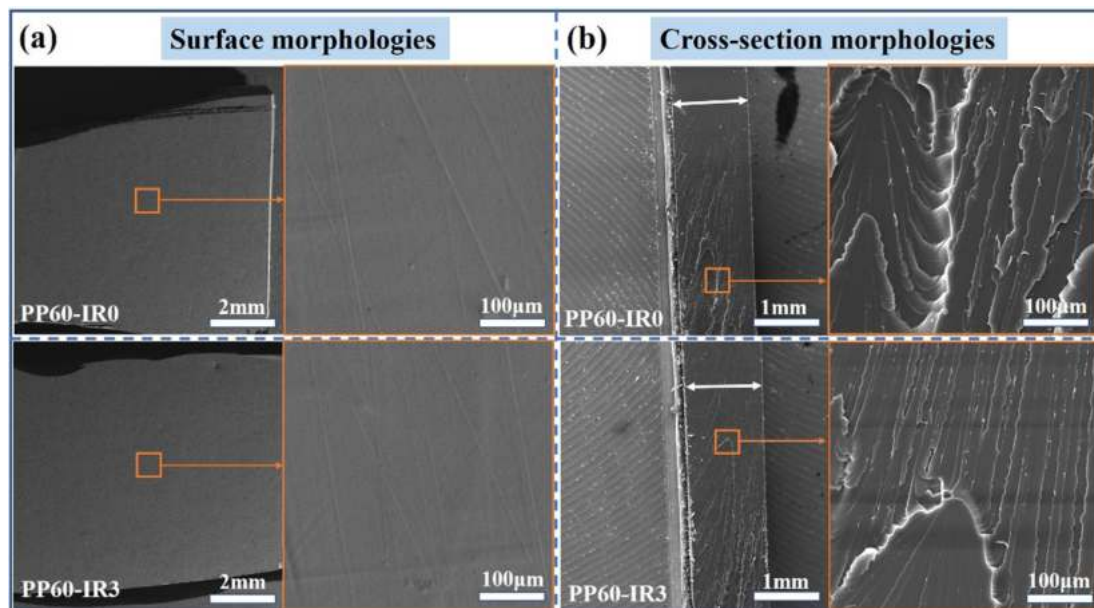 (a) Surface morphologies
(b) Cross-section morphologies
PP60-IR0 2mm 100μm
PP60-IR0 1mm 100μm
PP60-IR3 2mm 100μm
PP60-IR3 1mm 100μm